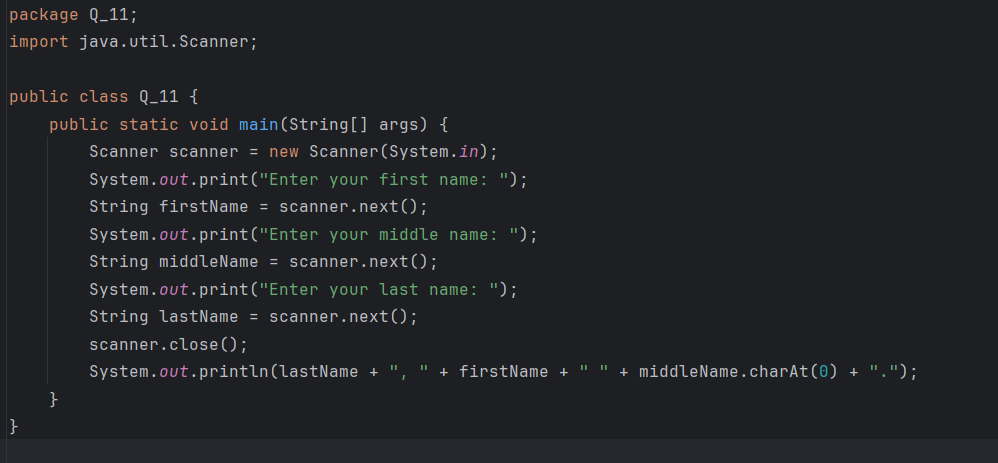 package Q_11;
import java.util.Scanner;

public class Q_11 {
    public static void main(String[] args) {
        Scanner scanner = new Scanner(System.in);
        System.out.print("Enter your first name: ");
        String firstName = scanner.next();
        System.out.print("Enter your middle name: ");
        String middleName = scanner.next();
        System.out.print("Enter your last name: ");
        String lastName = scanner.next();
        scanner.close();
        System.out.println(lastName + ", " + firstName + " " + middleName.charAt(0) + ".");
    }
}